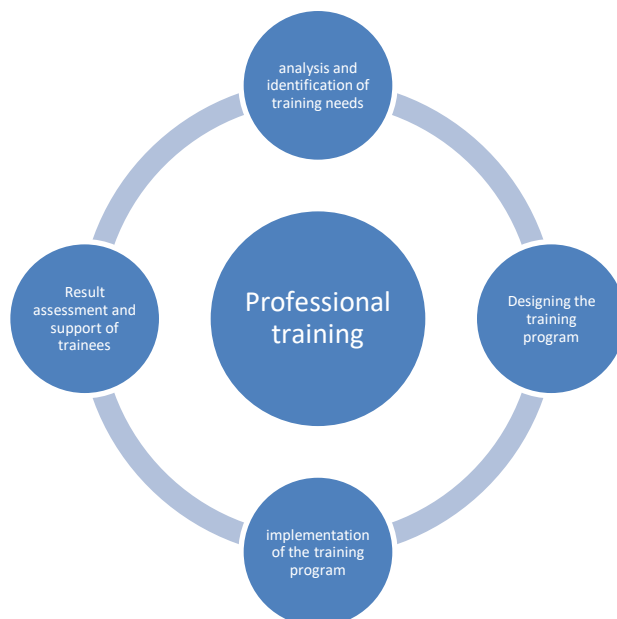 analysis and
identification of
training needs
Professional
training
Designing the
training
program
implementation
of the training
program
Result
assessment and
support of
trainees